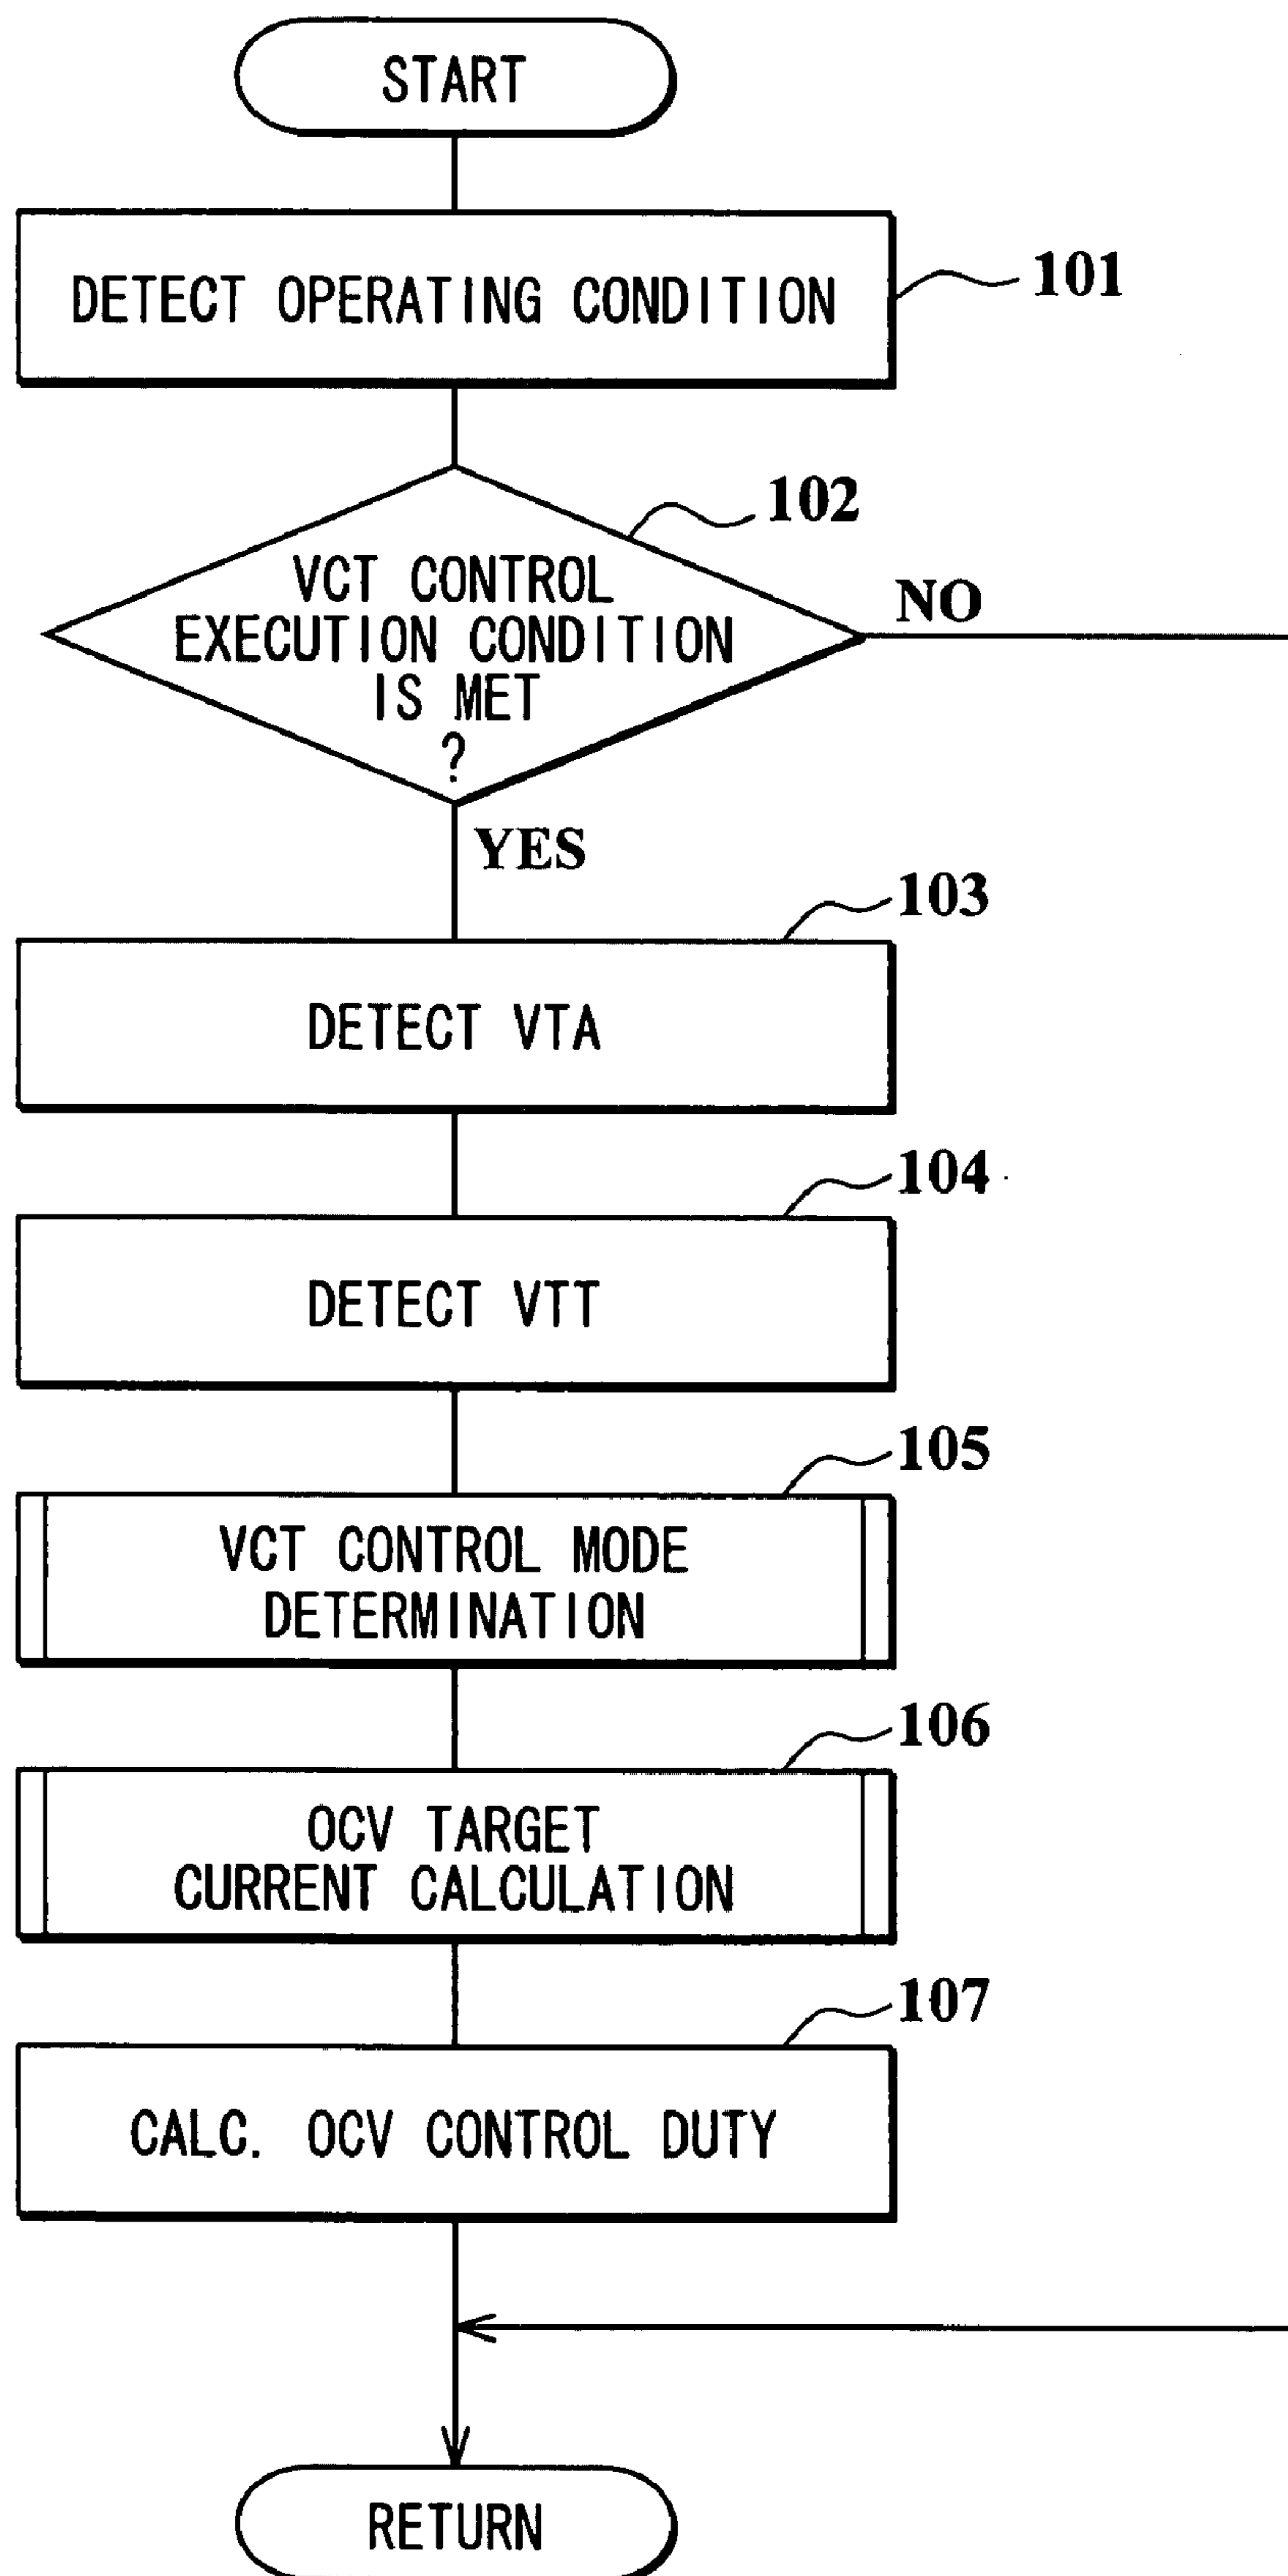 START
DETECT OPERATING CONDITION
101
102
VCT CONTROL
EXECUTION CONDITION
IS MET
?
NO
YES
103
DETECT VTA
104
DETECT VTT
105
VCT CONTROL MODE
DETERMINATION
106
OCV TARGET
CURRENT CALCULATION
107
CALC. OCV CONTROL DUTY
RETURN